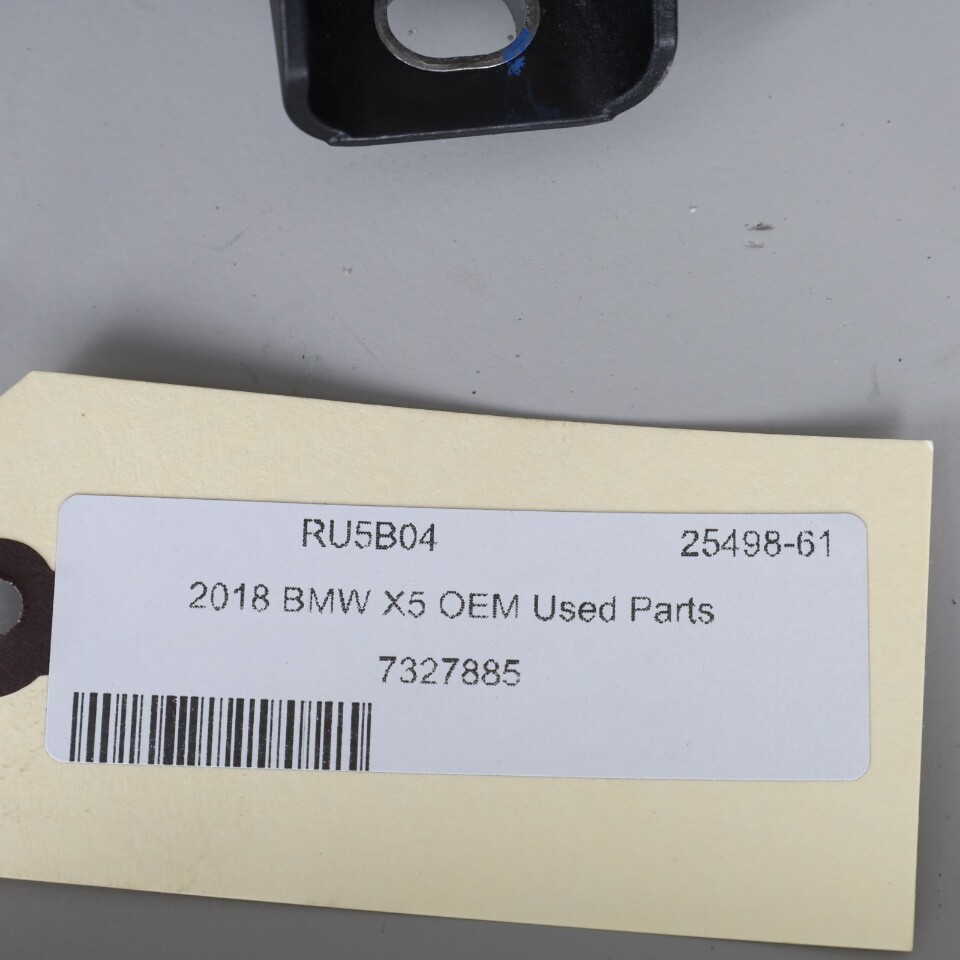 RU5B04 25498-61
2018 BMW X5 OEM Used Parts
7327885